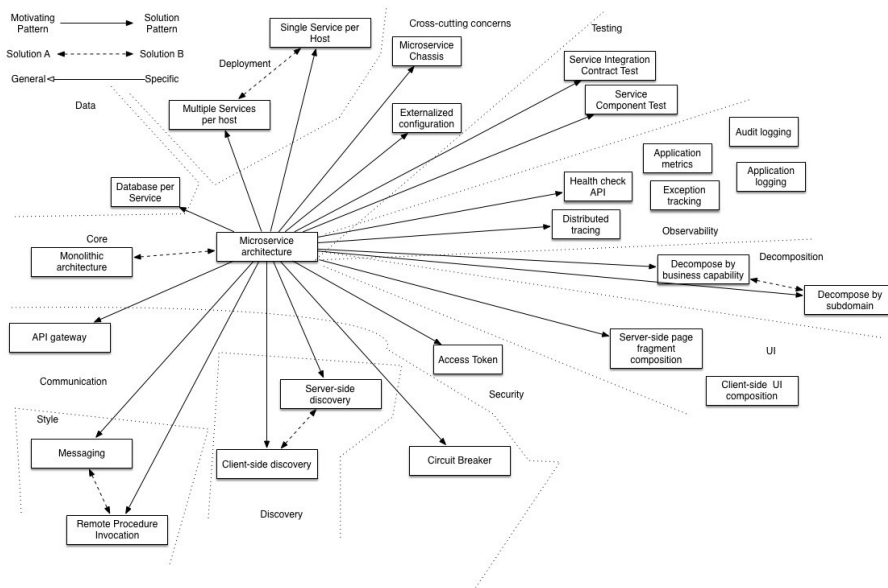 Motivating
Pattern
Solution
Pattern
Solution A
Solution B
General
Specific
Single Service per
Host
Cross-cutting concerns
Microservice
Chassis
Testing
Service Integration
Contract Test
Service
Component Test
Deployment
Data
Multiple Services
per host
Externalized
configuration
Audit logging
Application
metrics
Application
logging
Health check
API
Exception
tracking
Database per
Service
Distributed
tracing
Observability
Core
Monolithic
architecture
Microservice
architecture
Decompose by
business capability
Decomposition
Decompose by
subdomain
API gateway
Access Token
Server-side page
fragment
composition
UI
Communication
Server-side
discovery
Security
Client-side UI
composition
Style
Messaging
Client-side discovery
Circuit Breaker
Discovery
Remote Procedure
Invocation